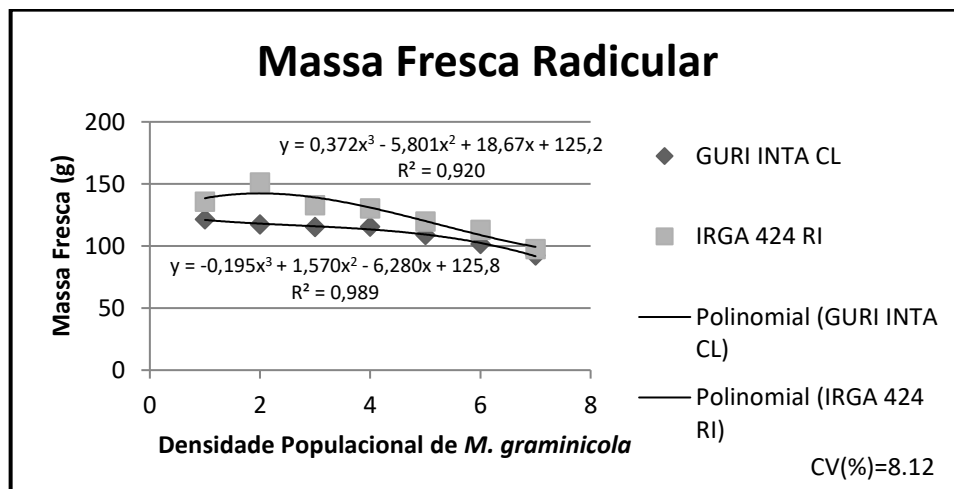 Massa Fresca Radicular
Massa Fresca (g)
200
150
100
50
0
0 2 4 6 8
y = 0,372x³ - 5,801x² + 18,67x + 125,2
R² = 0,920
y = -0,195x³ + 1,570x² - 6,280x + 125,8
R² = 0,989
Densidade Populacional de M. graminicola
GURI INTA CL
IRGA 424 RI
Polinomial (GURI INTA
CL)
Polinomial (IRGA 424
RI)
CV(%)=8.12